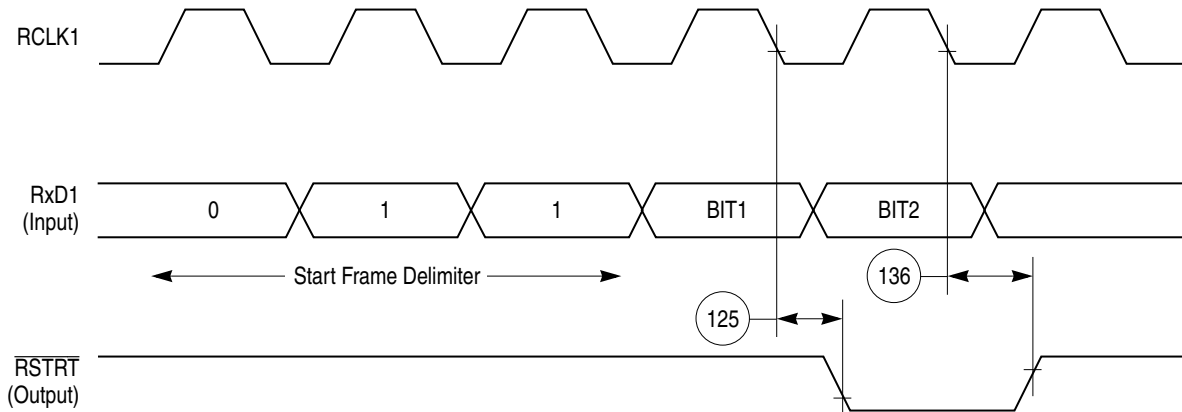 RCLK1
RxD1
(Input)
0
1
1
BIT1
BIT2
Start Frame Delimiter
136
125
RSTRT
(Output)